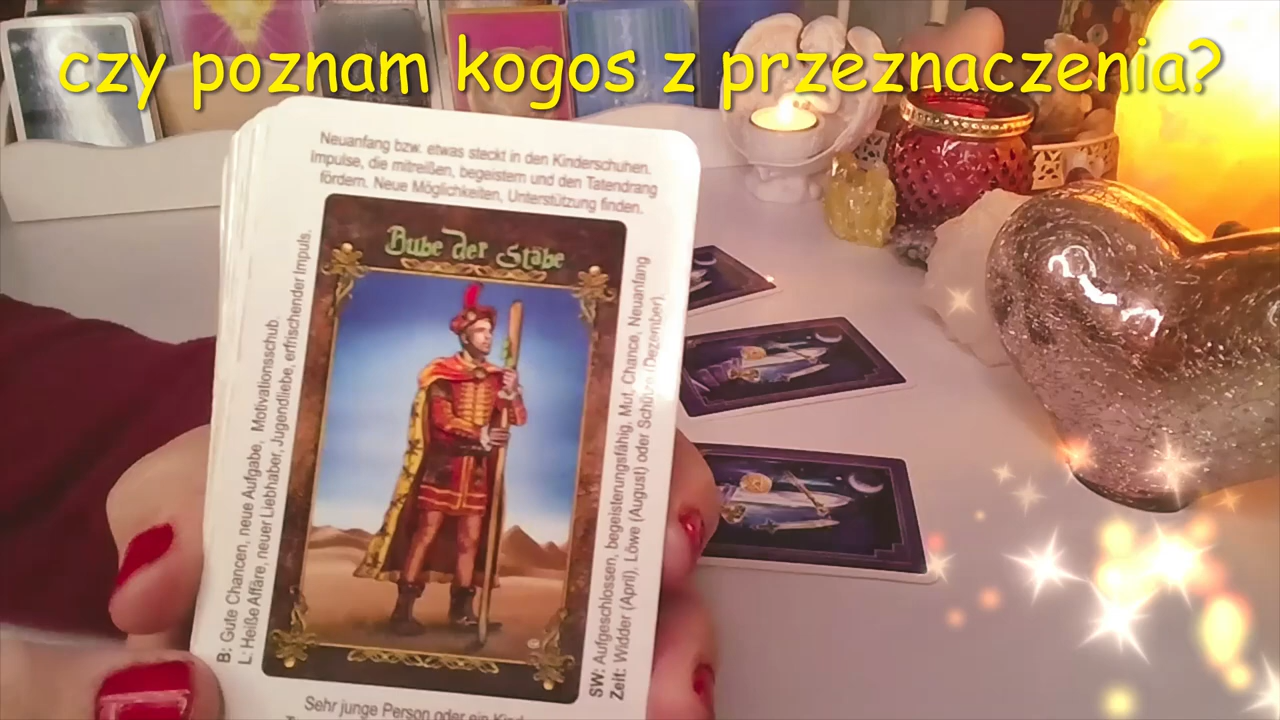 czy poznam kogos z przeznaczenia?
Neuanfang bzw. etwas steckt in den Kinderschuhen.
Impulse, die mitreißen, begeistern und den Tatendrang
fördern. Neue Möglichkeiten, Unterstützung finden.
Bube der Stäbe
B: Gute Chancen, neue Aufgabe, Motivationsschub.
L: Heiße Affäre, neuer Liebhaber, Jugendliebe, erfrischender Impuls.
SW: Aufgeschlossen, begeisterungsfähig, Mut, Chance, Neuanfang
Zeit: Widder (April), Löwe (August) oder Schütze (Dezember).
Sehr junge Person oder ein Kind